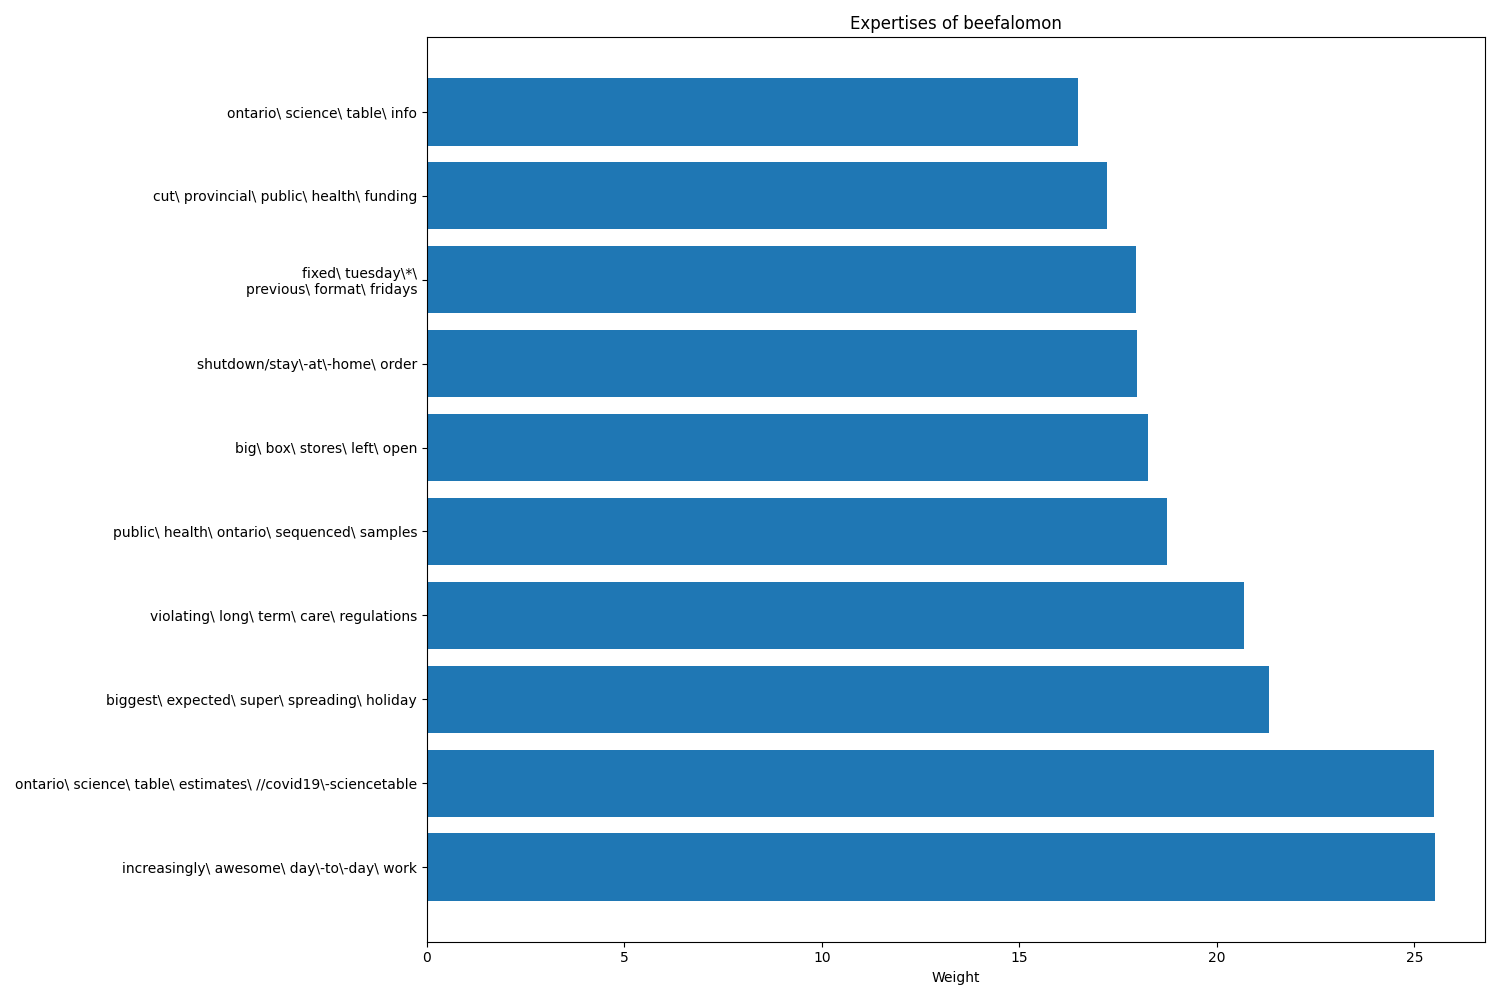 Expertises of beefalomon
ontario\ science\ table\ info
cut\ provincial\ public\ health\ funding
fixed\ tuesday\*\
previous\ format\ fridays
shutdown/stay\-at\-home\ order
big\ box\ stores\ left\ open
public\ health\ ontario\ sequenced\ samples
violating\ long\ term\ care\ regulations
biggest\ expected\ super\ spreading\ holiday
ontario\ science\ table\ estimates\ //covid19\-sciencetable
increasingly\ awesome\ day\-to\-day\ work
0 5 10 15 20 25
Weight